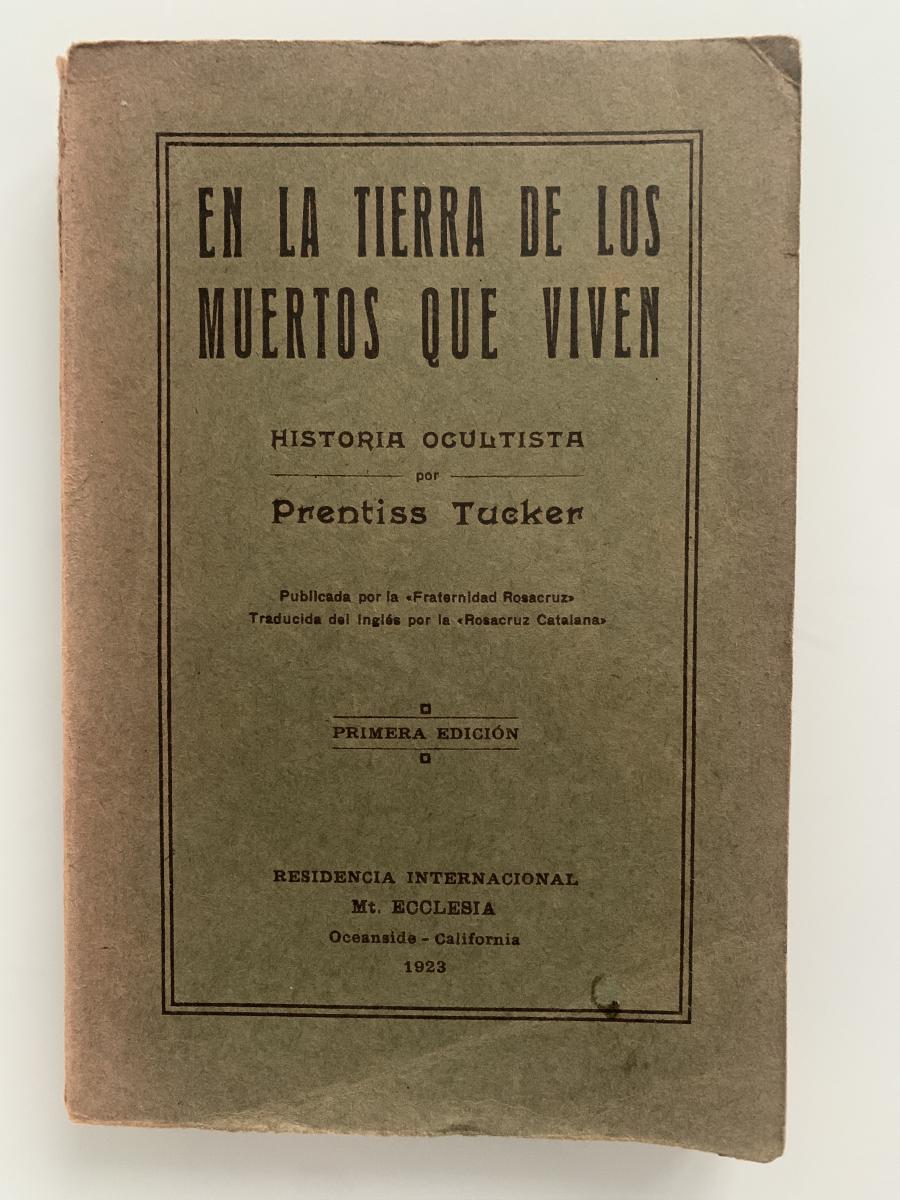 EN LA TIERRA DE LOS
MUERTOS QUE VIVEN
HISTORIA OCULTISTA
por
Prentiss Tucker
Publicada por la «Fraternidad Rosacruz»
Traducida del Inglés por la «Rosacruz Catalana»
PRIMERA EDICIÓN
RESIDENCIA INTERNACIONAL
Mt. ECCLESIA
Oceanside - California
1923